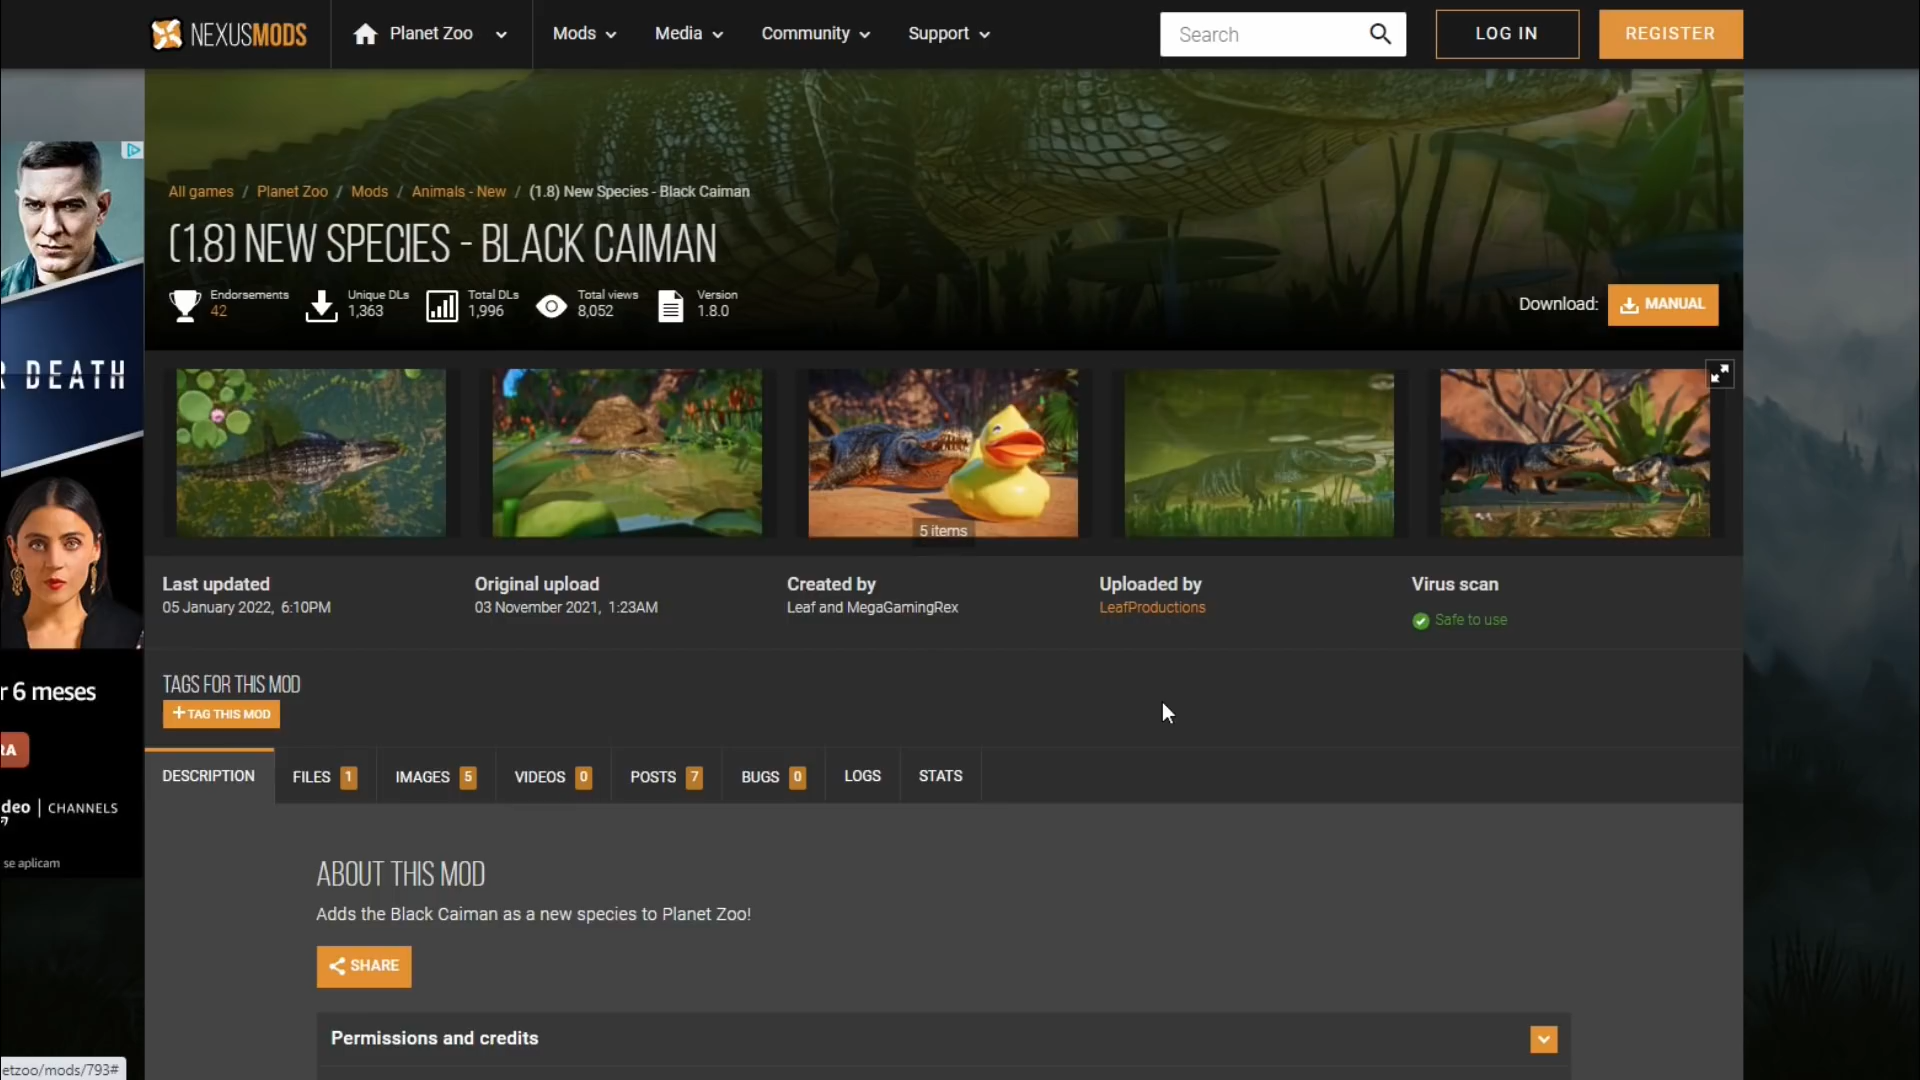 NEXUSMODS
Planet Zoo
Mods
Media
Community
Support
Search
LOG IN
REGISTER
All games / Planet Zoo / Mods / Animals - New / (1.8) New Species - Black Caiman
(1.8) NEW SPECIES - BLACK CAIMAN
Endorsements
42
Unique DLs
1,363
Total DLs
1,996
Total views
8,052
Version
1.8.0
Download:
MANUAL
R DEATH
5 items
Last updated
05 January 2022, 6:10PM
Original upload
03 November 2021, 1:23AM
Created by
Leaf and MegaGamingRex
Uploaded by
LeafProductions
Virus scan
Safe to use
r 6 meses
RA
deo | CHANNELS
se aplicam
TAGS FOR THIS MOD
+ TAG THIS MOD
DESCRIPTION
FILES 1
IMAGES 5
VIDEOS 0
POSTS 7
BUGS 0
LOGS
STATS
ABOUT THIS MOD
Adds the Black Caiman as a new species to Planet Zoo!
SHARE
Permissions and credits
etzoo/mods/793#